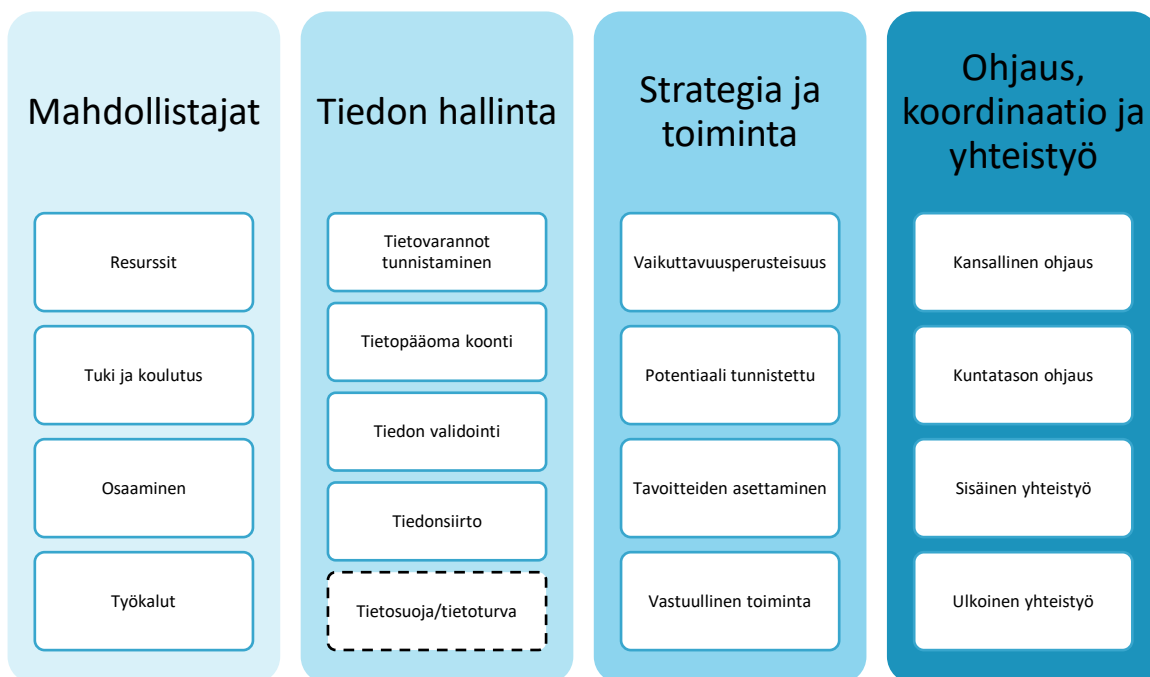 Mahdollistajat
Resurssit
Tuki ja koulutus
Osaaminen
Työkalut
Tiedon hallinta
Tietovarannot
tunnistaminen
Tietopääoma koonti
Tiedon validointi
Tiedonsiirto
Tietosuoja/tietoturva
Strategia ja
toiminta
Vaikuttavuusperusteisuus
Potentiaali tunnistettu
Tavoitteiden asettaminen
Vastuullinen toiminta
Ohjaus,
koordinaatio ja
yhteistyö
Kansallinen ohjaus
Kuntatason ohjaus
Sisäinen yhteistyö
Ulkoinen yhteistyö